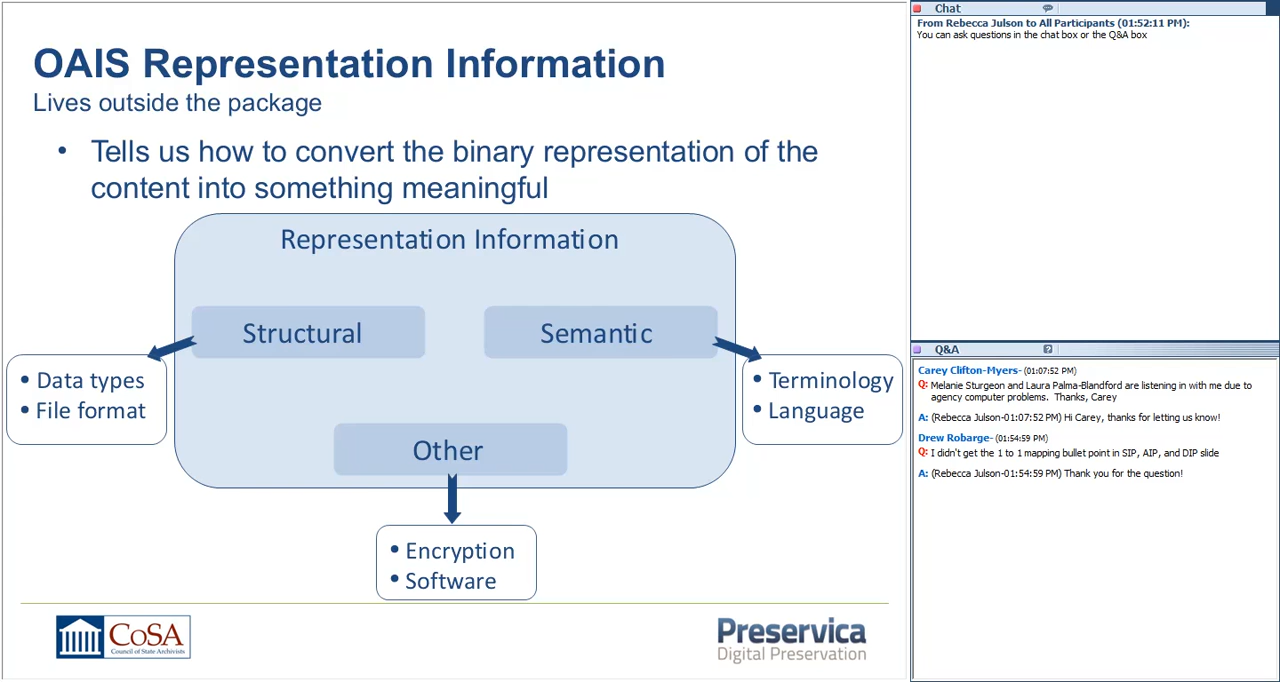 OAIS Representation Information
Lives outside the package
• Tells us how to convert the binary representation of the
content into something meaningful
Representation Information
Structural
Semantic
• Data types
• File format
• Terminology
• Language
Other
• Encryption
• Software
CoSA
Council of State Archivists
Preservica
Digital Preservation
Chat
From Rebecca Julson to All Participants (01:52:11 PM):
You can ask questions in the chat box or the Q&A box
Q&A
Carey Clifton-Myers- (01:07:52 PM)
Q: Melanie Sturgeon and Laura Palma-Blandford are listening in with me due to
agency computer problems. Thanks, Carey
A: (Rebecca Julson-01:07:52 PM) Hi Carey, thanks for letting us know!
Drew Robarge- (01:54:59 PM)
Q: I didn't get the 1 to 1 mapping bullet point in SIP, AIP, and DIP slide
A: (Rebecca Julson-01:54:59 PM) Thank you for the question!